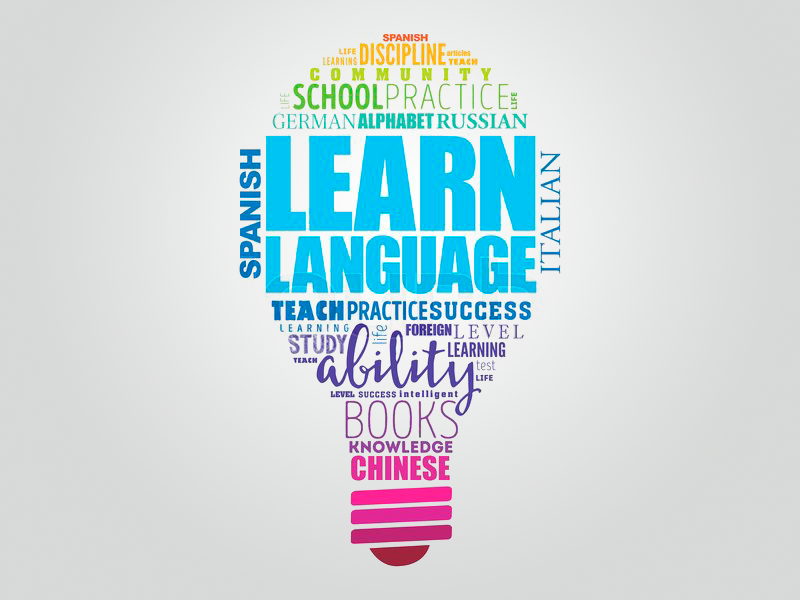 SPANISH
LIFE DISCIPLINE articles
LEARNING TEACH
COMMUNITY
LIFE SCHOOL PRACTICE LIFE
GERMAN ALPHABET RUSSIAN
SPANISH
LEARN
ITALIAN
LANGUAGE
TEACH PRACTICE SUCCESS
LEARNING life FOREIGN LEVEL
STUDY ability LEARNING
TEACH test
LIFE
LEVEL SUCCESS intelligent
BOOKS
KNOWLEDGE
CHINESE